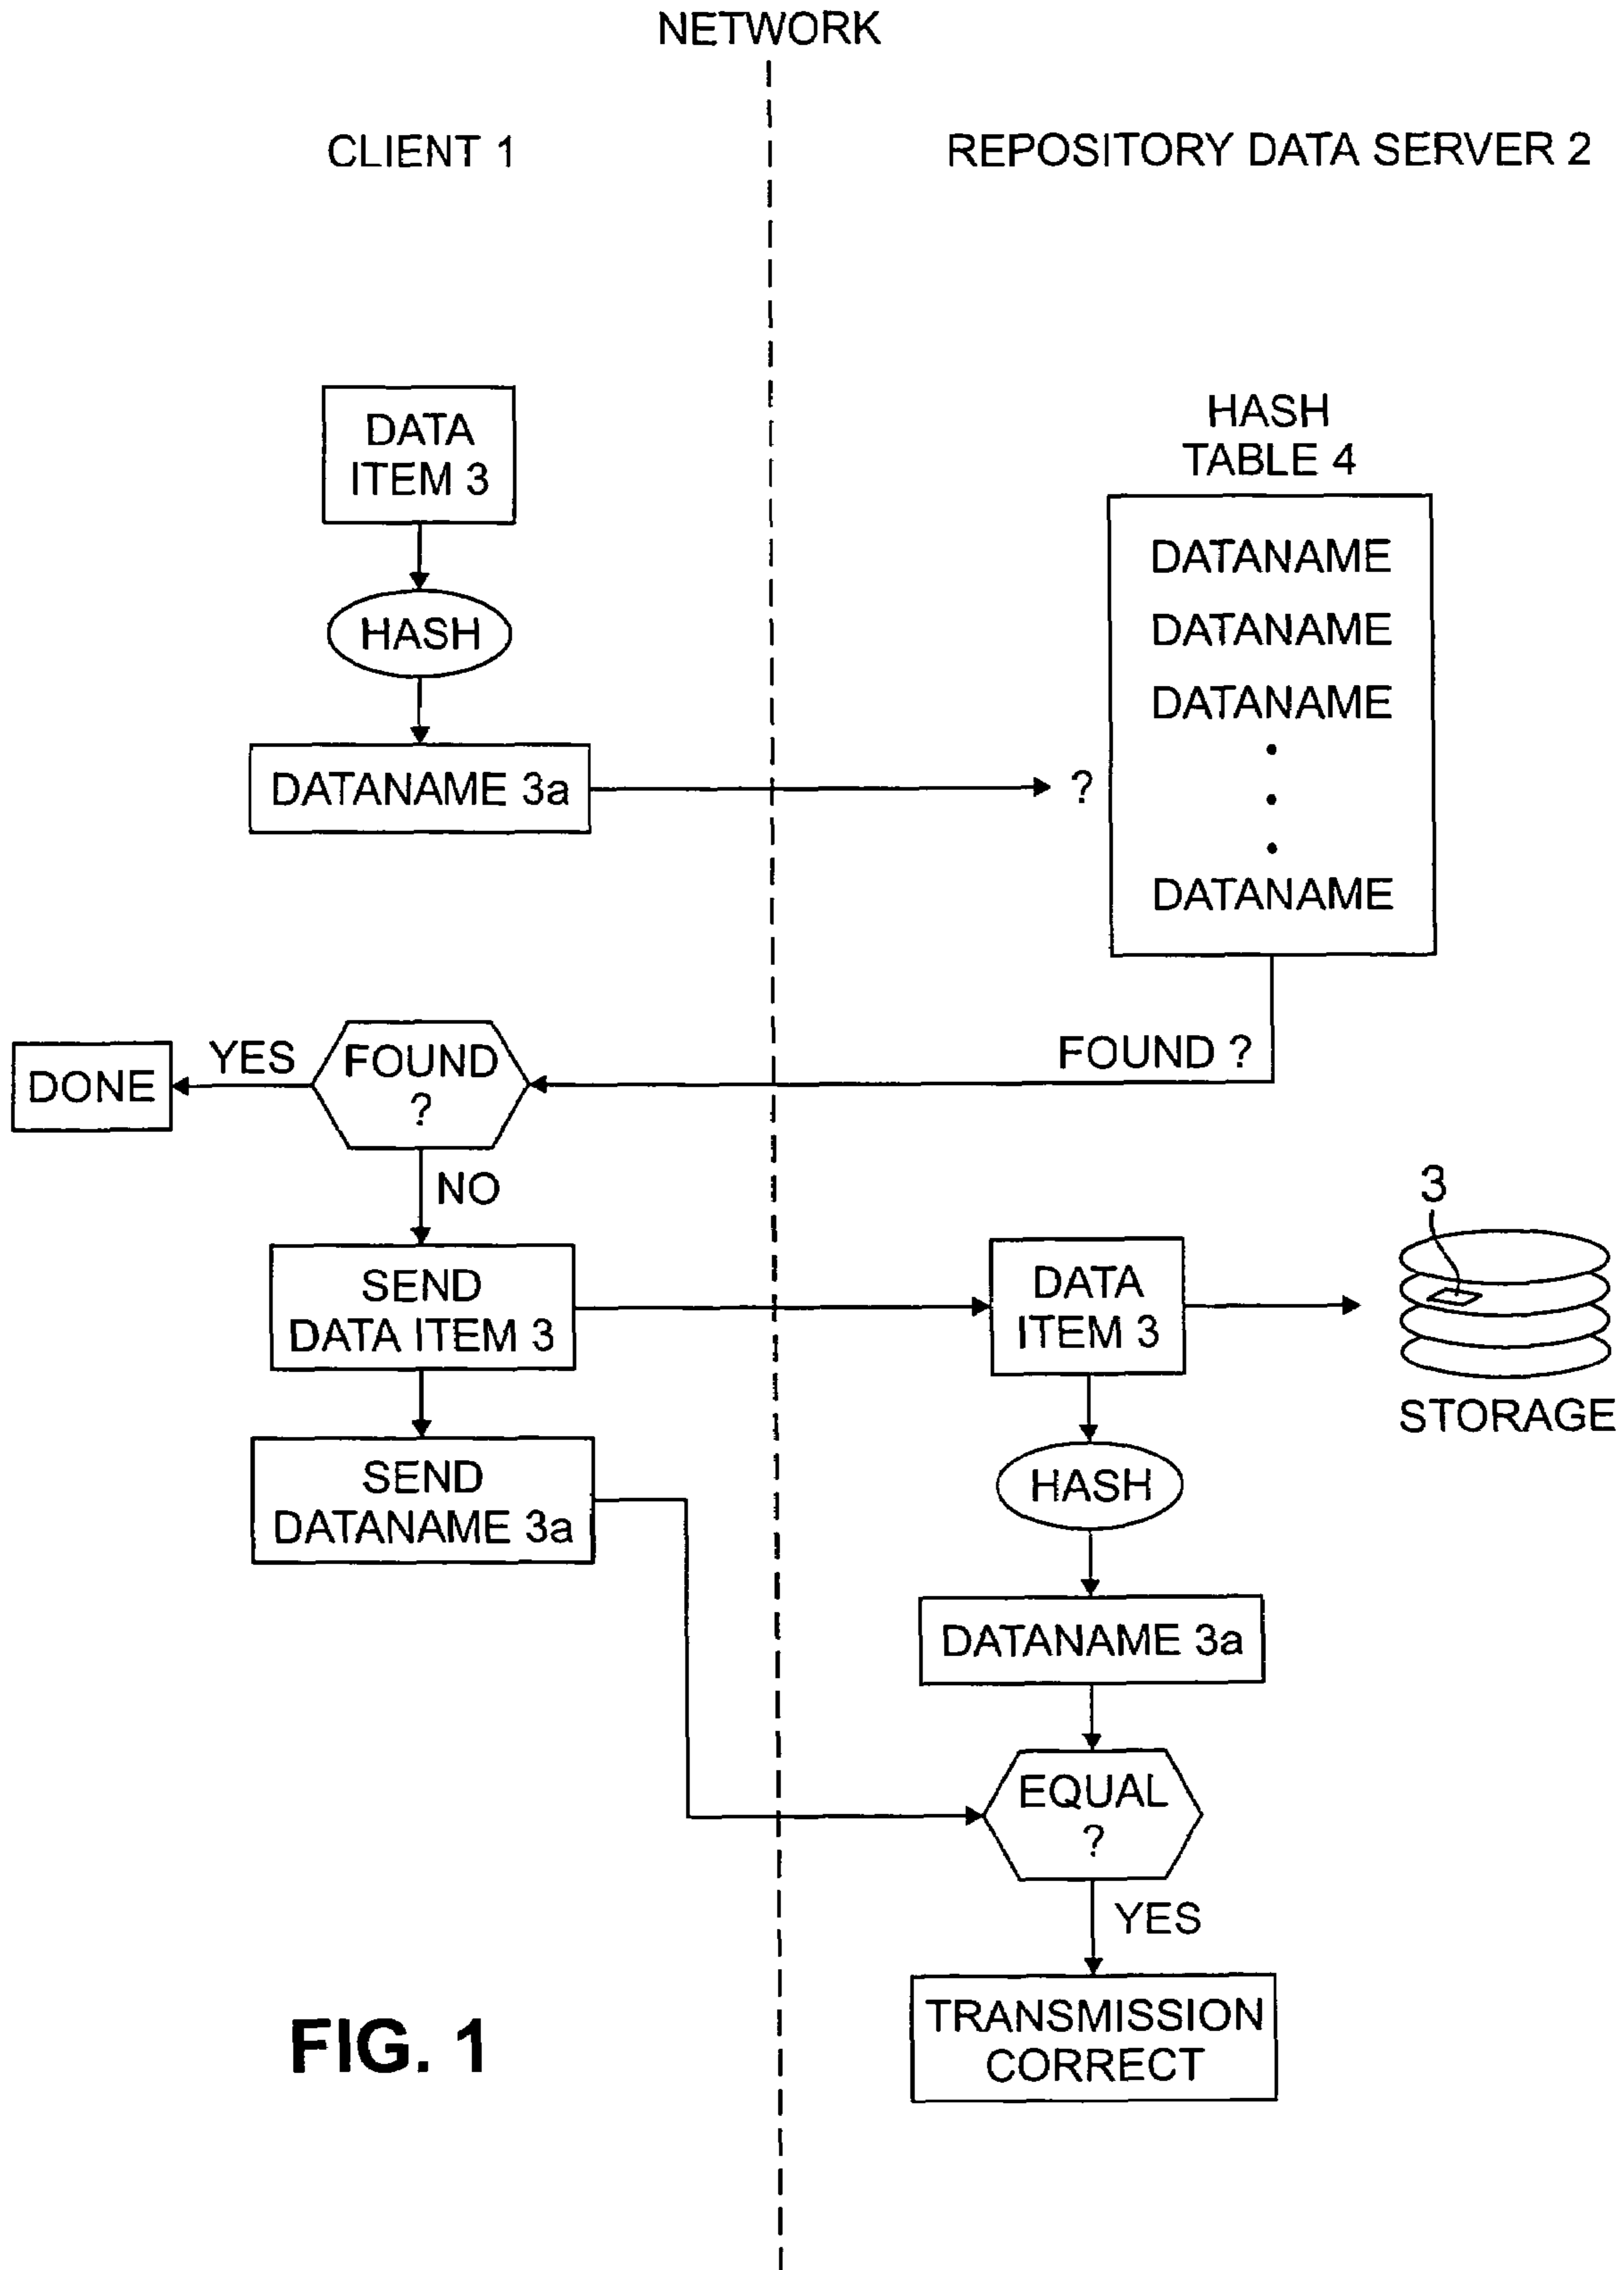 NETWORK
CLIENT 1
REPOSITORY DATA SERVER 2
DATA
ITEM 3
HASH
DATANAME 3a
?
HASH
TABLE 4
DATANAME
DATANAME
DATANAME
DATANAME
FOUND ?
FOUND
?
YES
DONE
NO
SEND
DATA ITEM 3
SEND
DATANAME 3a
DATA
ITEM 3
3
STORAGE
HASH
DATANAME 3a
EQUAL
?
YES
TRANSMISSION
CORRECT
FIG. 1